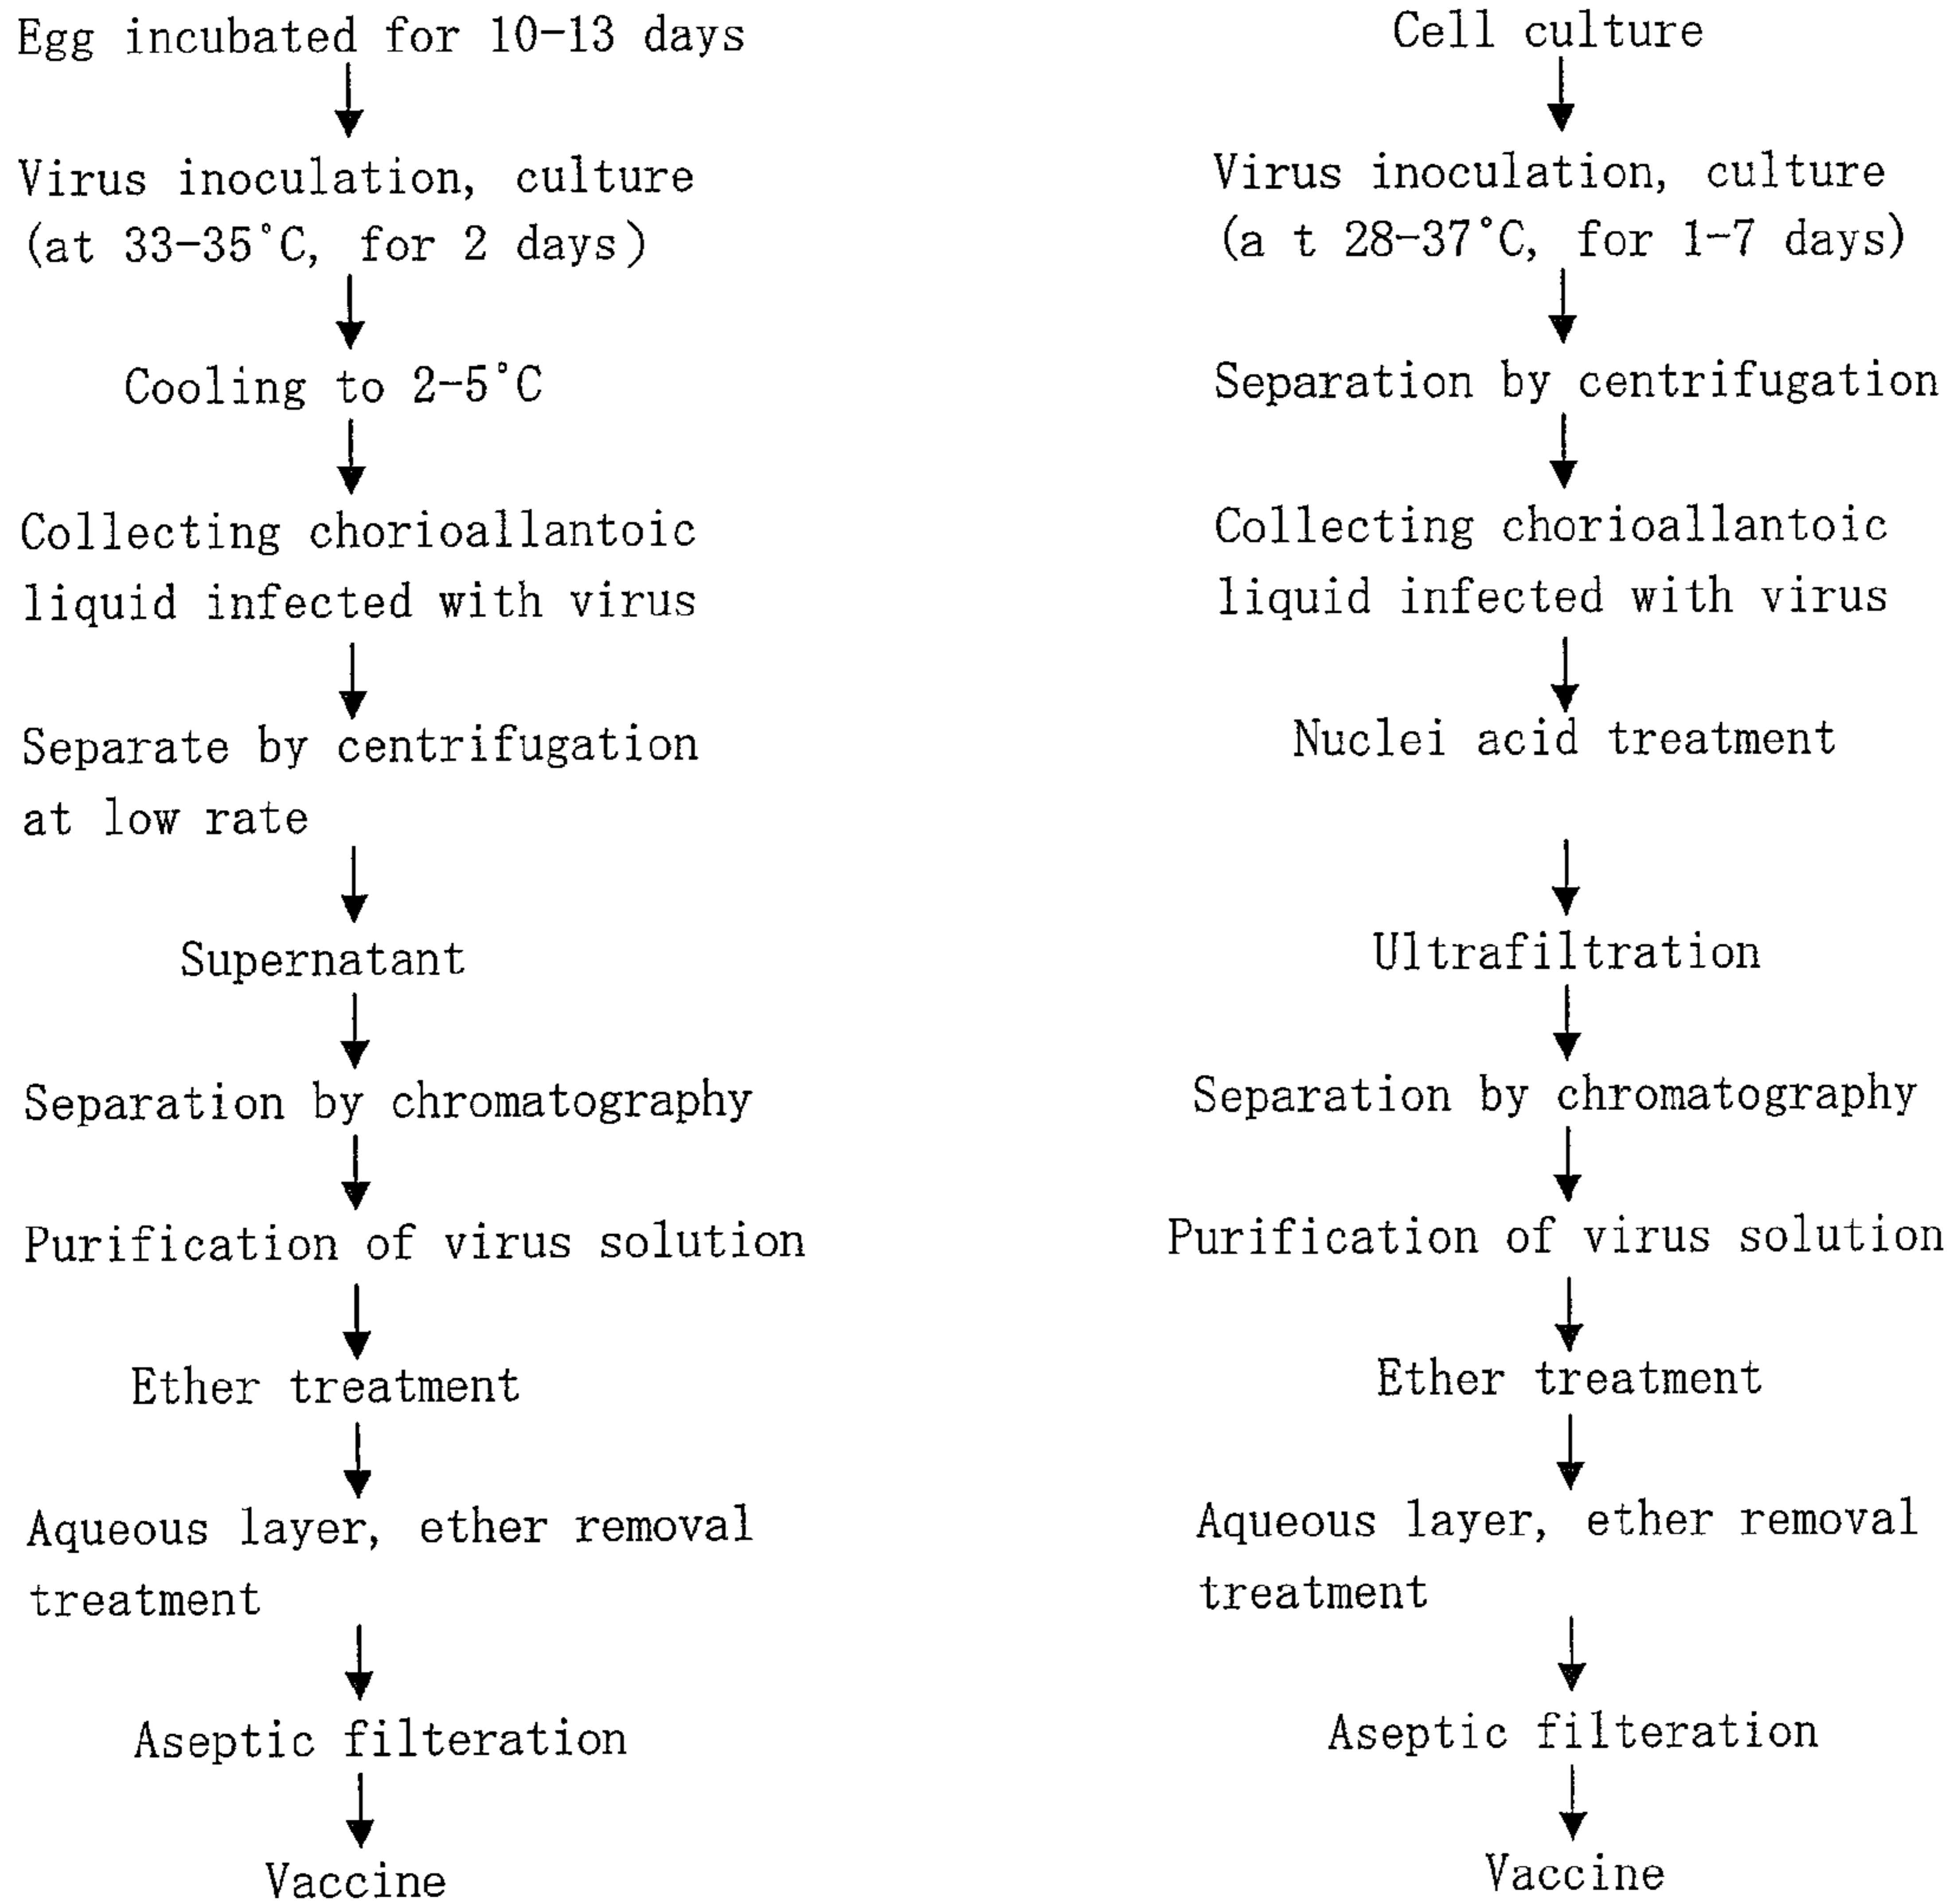 Egg incubated for 10-13 days
Virus inoculation, culture
(at 33-35°C, for 2 days)
Cooling to 2-5°C
Collecting chorioallantoic
liquid infected with virus
Separate by centrifugation
at low rate
Supernatant
Separation by chromatography
Purification of virus solution
Ether treatment
Aqueous layer, ether removal
treatment
Aseptic filteration
Vaccine
Cell culture
Virus inoculation, culture
(a t 28-37°C, for 1-7 days)
Separation by centrifugation
Collecting chorioallantoic
liquid infected with virus
Nuclei acid treatment
Ultrafiltration
Separation by chromatography
Purification of virus solution
Ether treatment
Aqueous layer, ether removal
treatment
Aseptic filteration
Vaccine